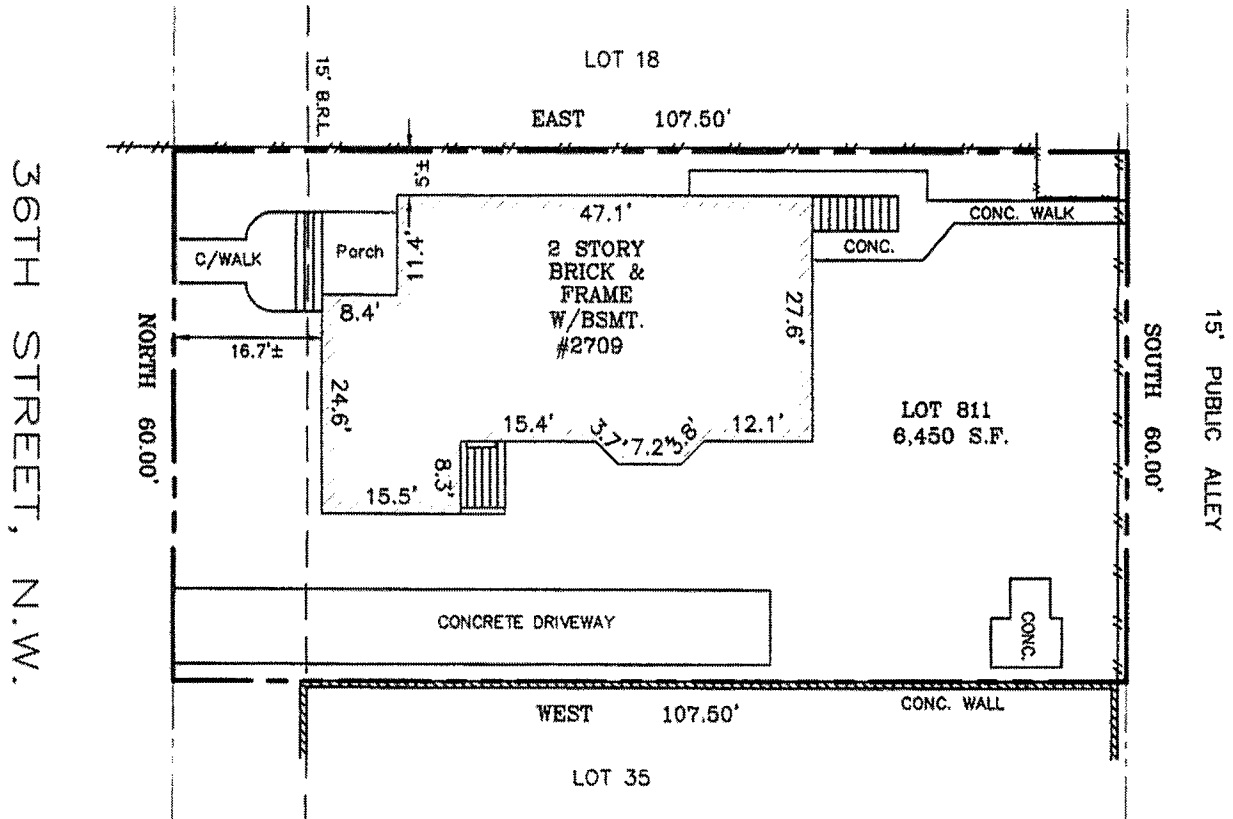 LOT 18
15' B.R.L.
EAST 107.50'
5'±
47.1'
CONC. WALK
CONC.
C/WALK
Porch
11.4'
2 STORY
BRICK &
FRAME
W/BSMT.
#2709
27.6'
8.4'
16.7'±
24.6'
NORTH 60.00'
SOUTH 60.00'
15' PUBLIC ALLEY
36TH STREET, N.W.
LOT 811
6,450 S.F.
15.4'
3.7'
7.2'
3.8'
12.1'
8.3'
15.5'
CONCRETE DRIVEWAY
CONC.
WEST 107.50'
CONC. WALL
LOT 35